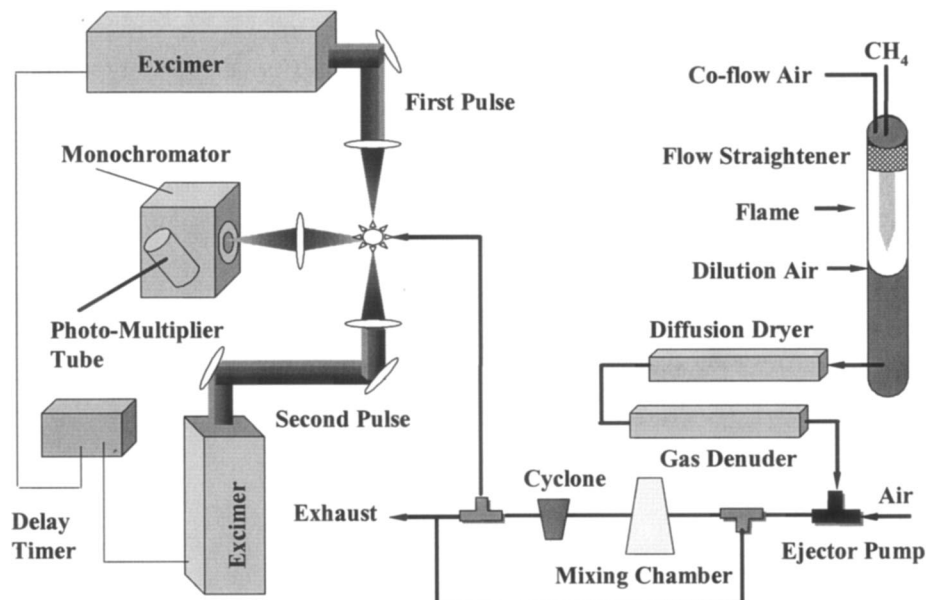 Excimer
First Pulse
Monochromator
Photo-Multiplier
Tube
Second Pulse
Delay
Timer
Excimer
CH4
Co-flow Air
Flow Straightener
Flame
Dilution Air
Diffusion Dryer
Gas Denuder
Cyclone
Exhaust
Mixing Chamber
Air
Ejector Pump